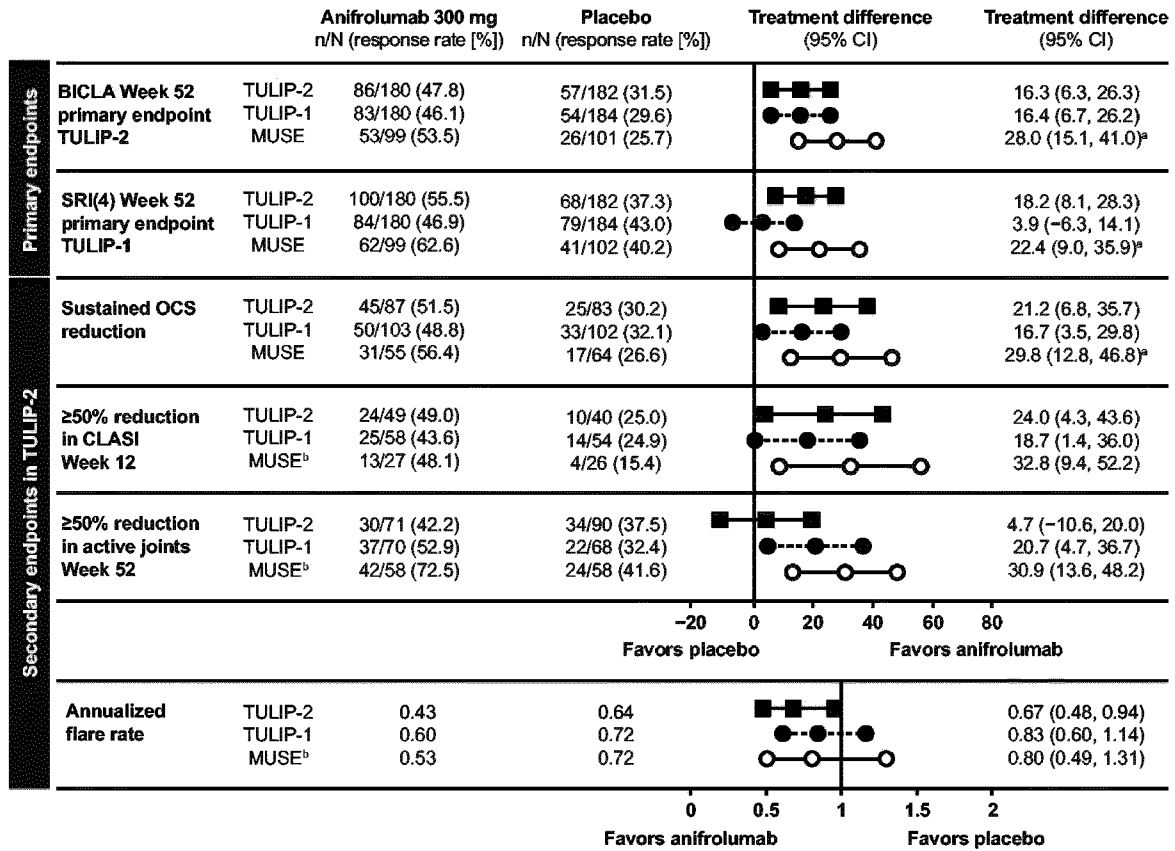 Anifrolumab 300 mg Placebo Treatment difference Treatment difference
n/N (response rate [%]) n/N (response rate [%]) (95% CI) (95% CI)
Primary endpoints
BICLA Week 52 TULIP-2 86/180 (47.8) 57/182 (31.5) 16.3 (6.3, 26.3)
primary endpoint TULIP-1 83/180 (46.1) 54/184 (29.6) 16.4 (6.7, 26.2)
TULIP-2 MUSE 53/99 (53.5) 26/101 (25.7) 28.0 (15.1, 41.0)ᵃ
SRI(4) Week 52 TULIP-2 100/180 (55.5) 68/182 (37.3) 18.2 (8.1, 28.3)
primary endpoint TULIP-1 84/180 (46.9) 79/184 (43.0) 3.9 (−6.3, 14.1)
TULIP-1 MUSE 62/99 (62.6) 41/102 (40.2) 22.4 (9.0, 35.9)ᵃ
Secondary endpoints in TULIP-2
Sustained OCS TULIP-2 45/87 (51.5) 25/83 (30.2) 21.2 (6.8, 35.7)
reduction TULIP-1 50/103 (48.8) 33/102 (32.1) 16.7 (3.5, 29.8)
MUSE 31/55 (56.4) 17/64 (26.6) 29.8 (12.8, 46.8)ᵃ
≥50% reduction TULIP-2 24/49 (49.0) 10/40 (25.0) 24.0 (4.3, 43.6)
in CLASI TULIP-1 25/58 (43.6) 14/54 (24.9) 18.7 (1.4, 36.0)
Week 12 MUSEᵇ 13/27 (48.1) 4/26 (15.4) 32.8 (9.4, 52.2)
≥50% reduction TULIP-2 30/71 (42.2) 34/90 (37.5) 4.7 (−10.6, 20.0)
in active joints TULIP-1 37/70 (52.9) 22/68 (32.4) 20.7 (4.7, 36.7)
Week 52 MUSEᵇ 42/58 (72.5) 24/58 (41.6) 30.9 (13.6, 48.2)
−20 0 20 40 60 80
Favors placebo Favors anifrolumab
Annualized TULIP-2 0.43 0.64 0.67 (0.48, 0.94)
flare rate TULIP-1 0.60 0.72 0.83 (0.60, 1.14)
MUSEᵇ 0.53 0.72 0.80 (0.49, 1.31)
0 0.5 1 1.5 2
Favors anifrolumab Favors placebo